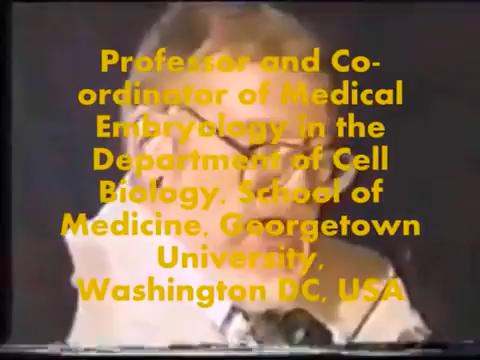 Professor and Co-
ordinator of Medical
Embryology in the
Department of Cell
Biology, School of
Medicine, Georgetown
University,
Washington DC, USA